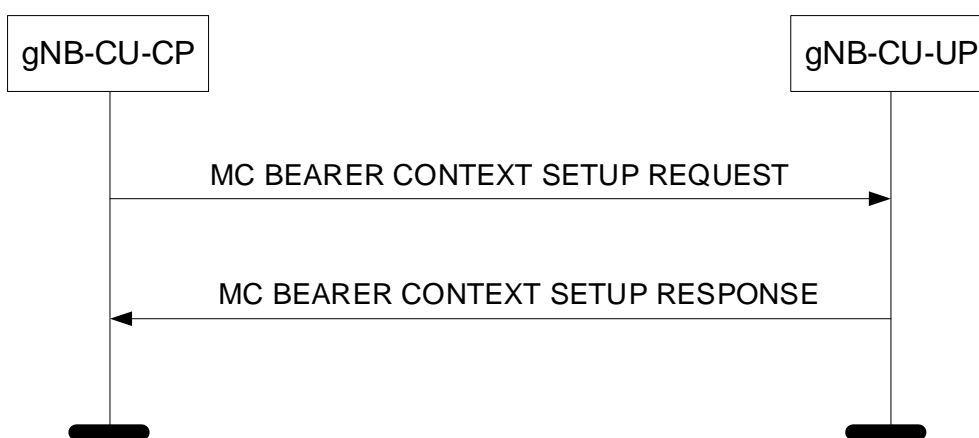 gNB-CU-CP
gNB-CU-UP
MC BEARER CONTEXT SETUP REQUEST
MC BEARER CONTEXT SETUP RESPONSE